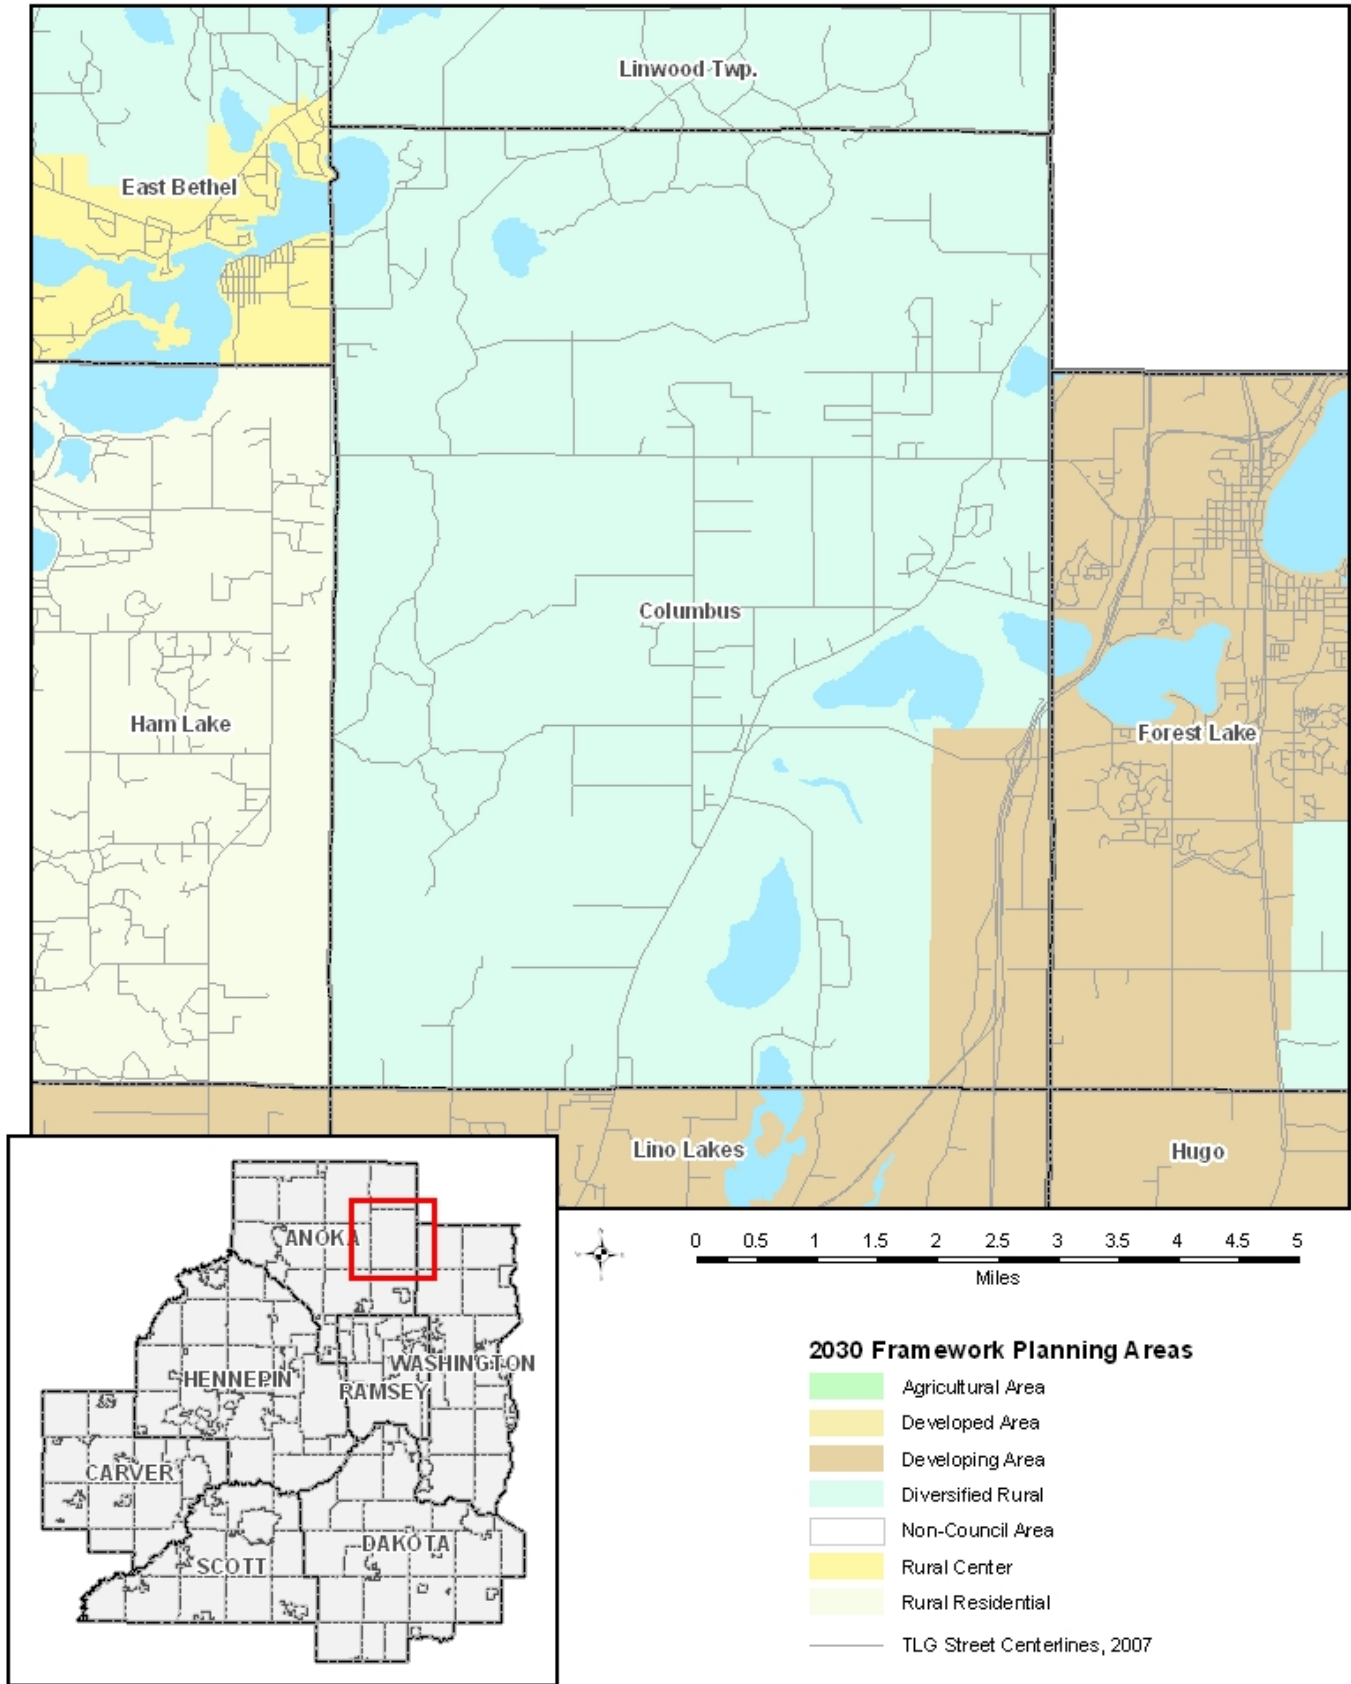 Linwood Twp.
East Bethel
Columbus
Ham Lake
Forest Lake
Lino Lakes
Hugo
ANOKA
HENNEPIN
WASHINGTON
RAMSEY
CARVER
SCOTT
DAKOTA
0 0.5 1 1.5 2 2.5 3 3.5 4 4.5 5
Miles
2030 Framework Planning Areas
Agricultural Area
Developed Area
Developing Area
Diversified Rural
Non-Council Area
Rural Center
Rural Residential
TLG Street Centerlines, 2007